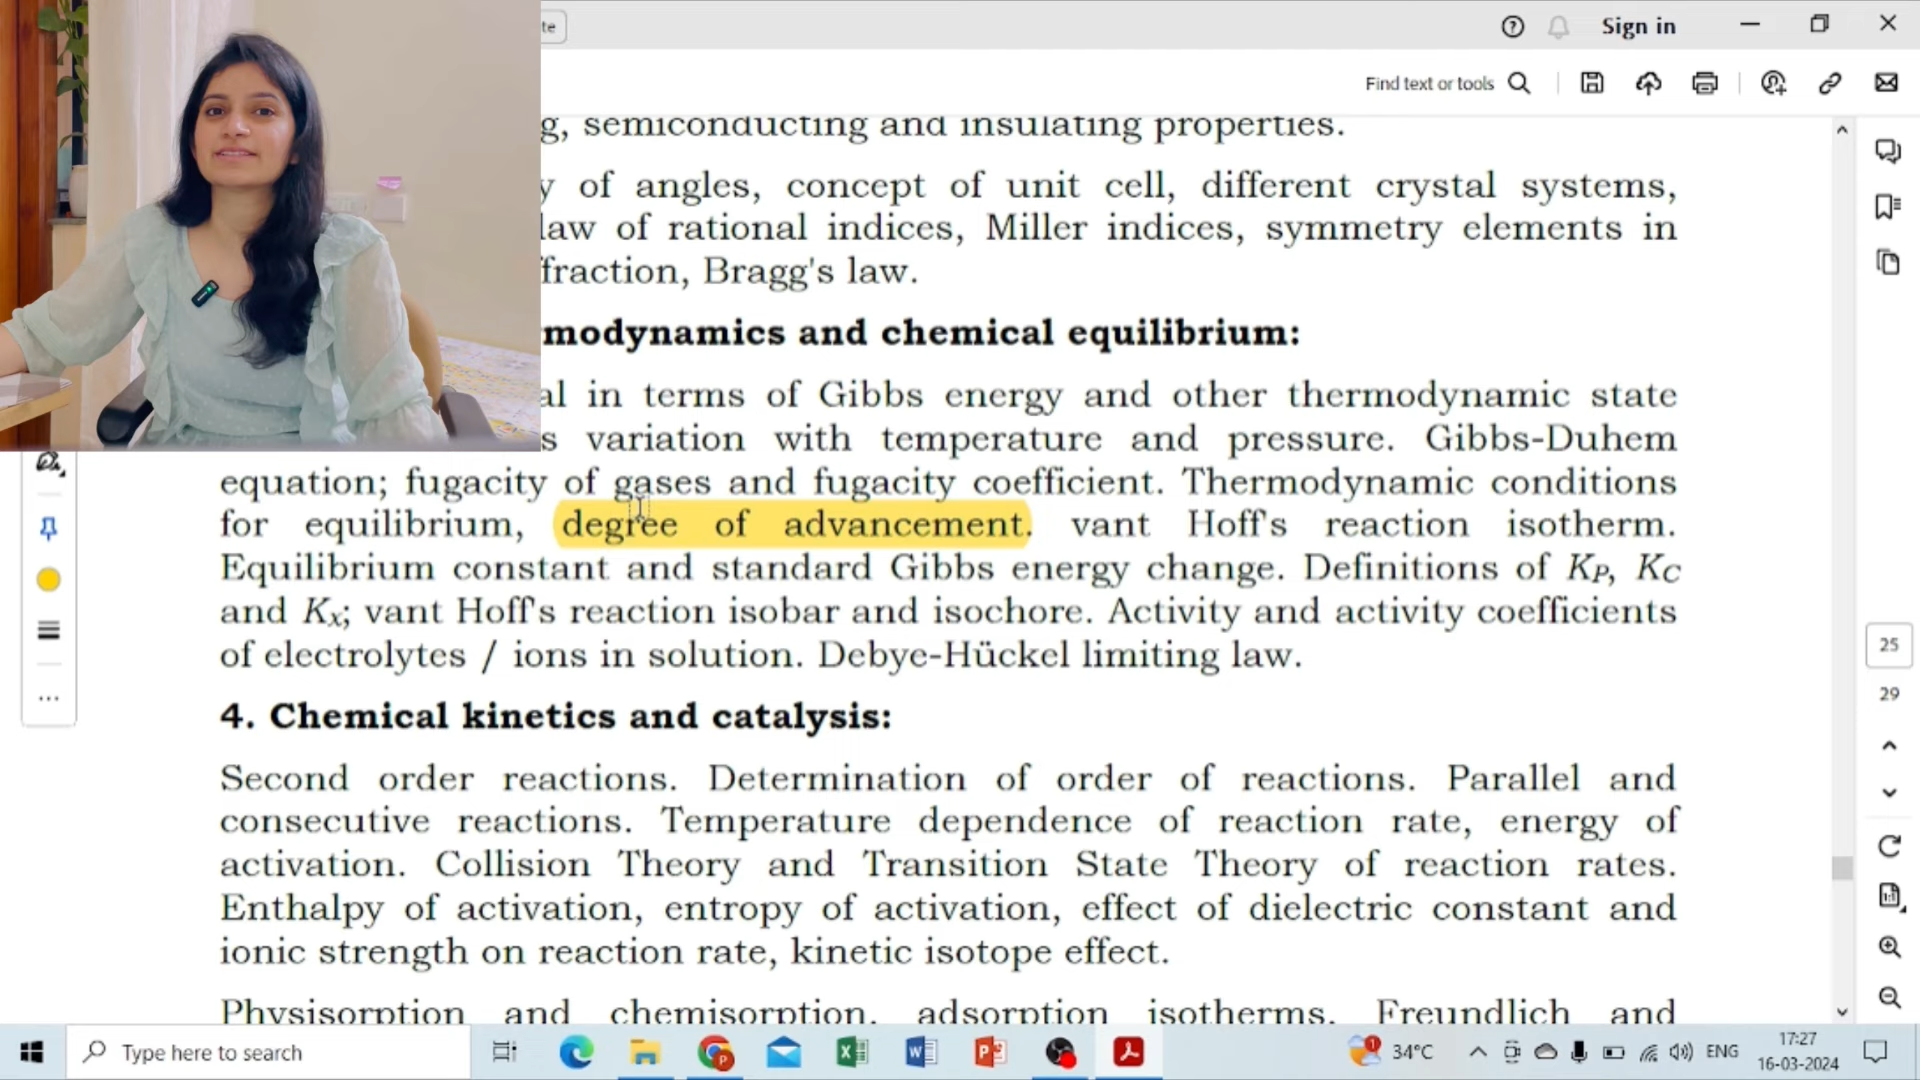 te
Sign in
Find text or tools
g, semiconducting and insulating properties.
y of angles, concept of unit cell, different crystal systems,
law of rational indices, Miller indices, symmetry elements in
fraction, Bragg's law.
modynamics and chemical equilibrium:
al in terms of Gibbs energy and other thermodynamic state
s variation with temperature and pressure. Gibbs-Duhem
equation; fugacity of gases and fugacity coefficient. Thermodynamic conditions
for equilibrium, degree of advancement. vant Hoff's reaction isotherm.
Equilibrium constant and standard Gibbs energy change. Definitions of KP, KC
and Kx; vant Hoff's reaction isobar and isochore. Activity and activity coefficients
of electrolytes / ions in solution. Debye-Hückel limiting law.
25
29
4. Chemical kinetics and catalysis:
Second order reactions. Determination of order of reactions. Parallel and
consecutive reactions. Temperature dependence of reaction rate, energy of
activation. Collision Theory and Transition State Theory of reaction rates.
Enthalpy of activation, entropy of activation, effect of dielectric constant and
ionic strength on reaction rate, kinetic isotope effect.
Physisorption and chemisorption, adsorption isotherms, Freundlich and
Type here to search
34°C
ENG
17:27
16-03-2024